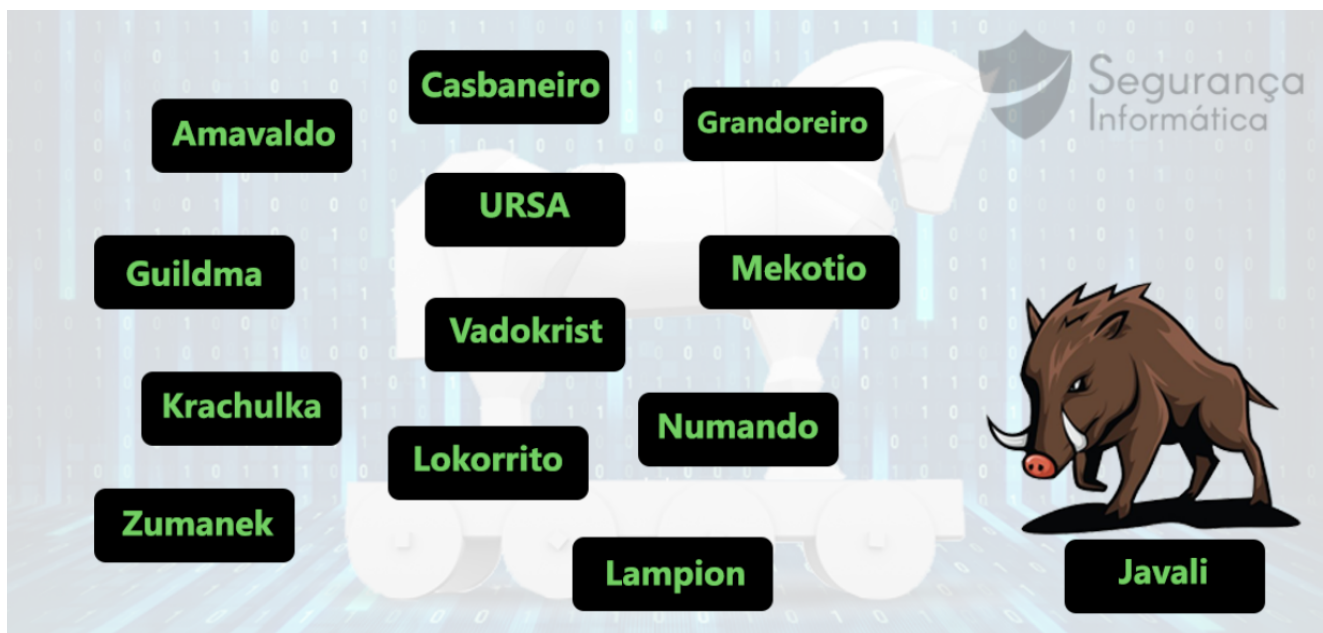 Casbaneiro
Grandoreiro
Amavaldo
URSA
Guildma
Mekotio
Vadokrist
Krachulka
Numando
Lokorrito
Zumanek
Lampion
Javali
Segurança
Informática